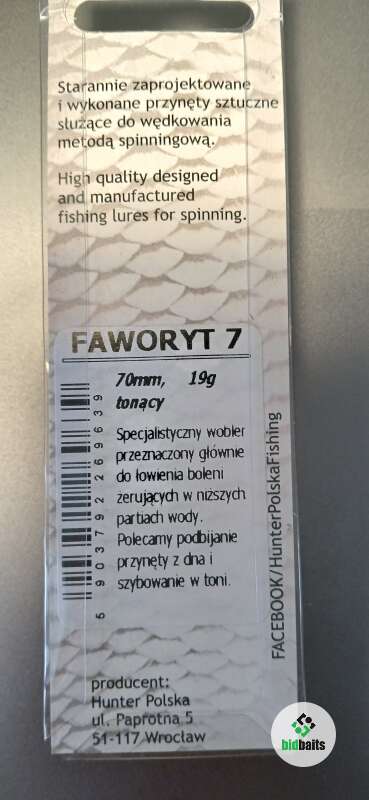 Starannie zaprojektowane
i wykonane przynęty sztuczne
służące do wędkowania
metodą spinningową.
High quality designed
and manufactured
fishing lures for spinning.
FAWORYT 7
70mm, 19g
tonący
Specjalistyczny wobler
przeznaczony głównie
do łowienia boleni
żerujących w niższych
partiach wody.
Polecamy podbijanie
przynęty z dna i
szybowanie w toni.
5 903792 269639
FACEBOOK/HunterPolskaFishing
producent:
Hunter Polska
ul. Paprotna 5
51-117 Wrocław
bidbaits